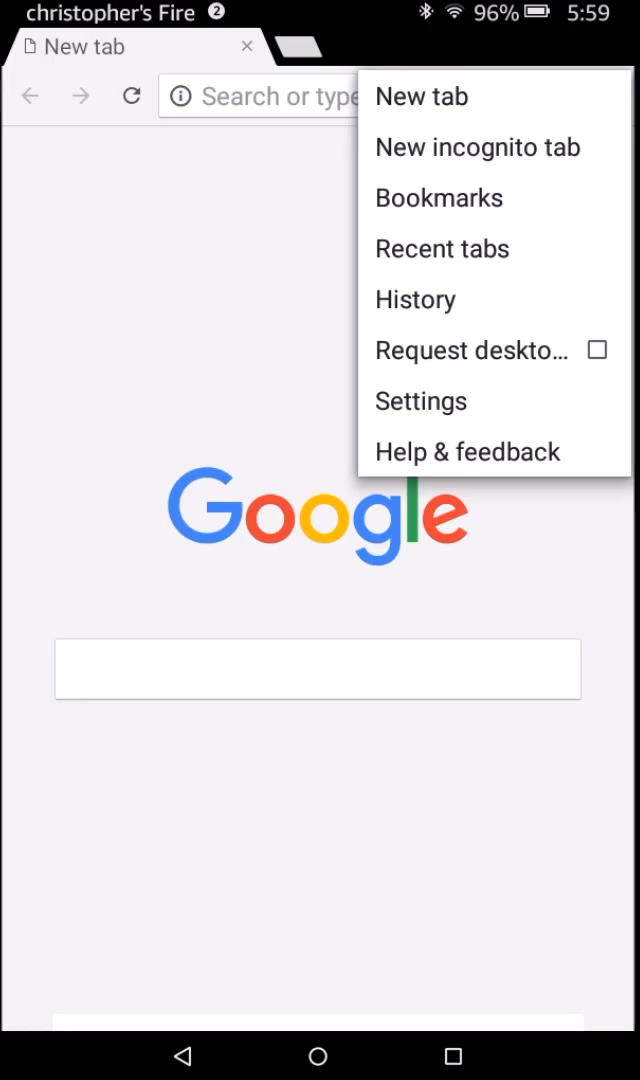 christopher's Fire 2 96% 5:59
New tab
Search or type
New tab
New incognito tab
Bookmarks
Recent tabs
History
Request deskto...
Settings
Help & feedback
Google